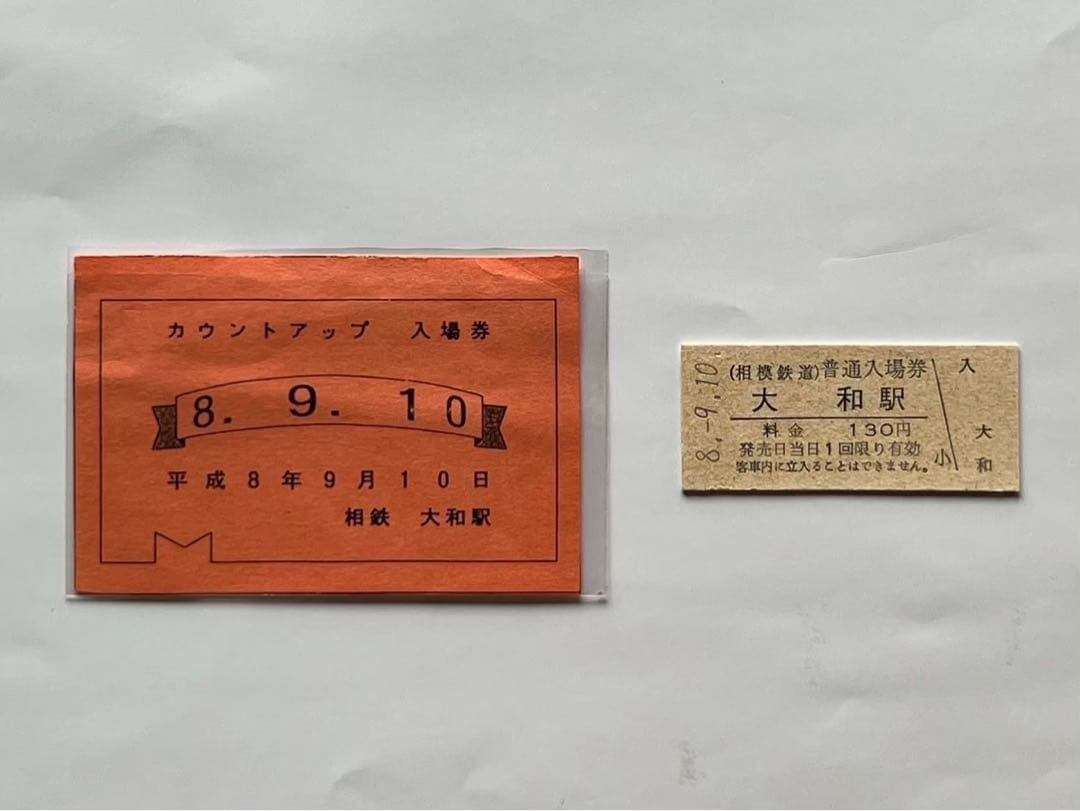 カウントアップ 入場券
8. 9. 10
平成8年9月10日
相鉄 大和駅
8.-9.10
(相模鉄道)普通入場券
大 和駅
料金 130円
発売日当日1回限り有効
客車内に立入ることはできません。
小
入
大和